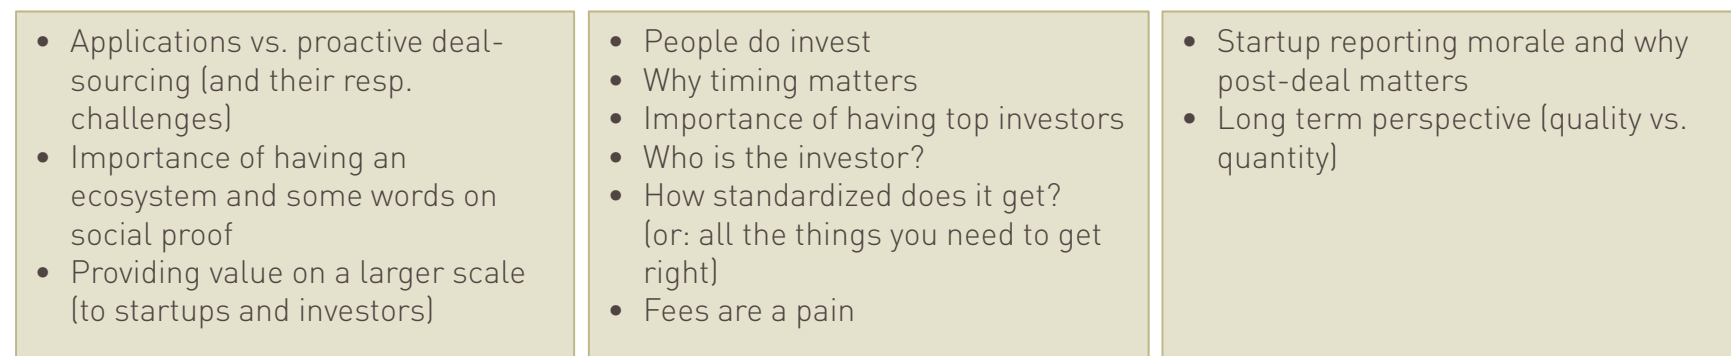 • Applications vs. proactive deal-
sourcing (and their resp.
challenges)
• Importance of having an
ecosystem and some words on
social proof
• Providing value on a larger scale
(to startups and investors)
• People do invest
• Why timing matters
• Importance of having top investors
• Who is the investor?
• How standardized does it get?
(or: all the things you need to get
right)
• Fees are a pain
• Startup reporting morale and why
post-deal matters
• Long term perspective (quality vs.
quantity)